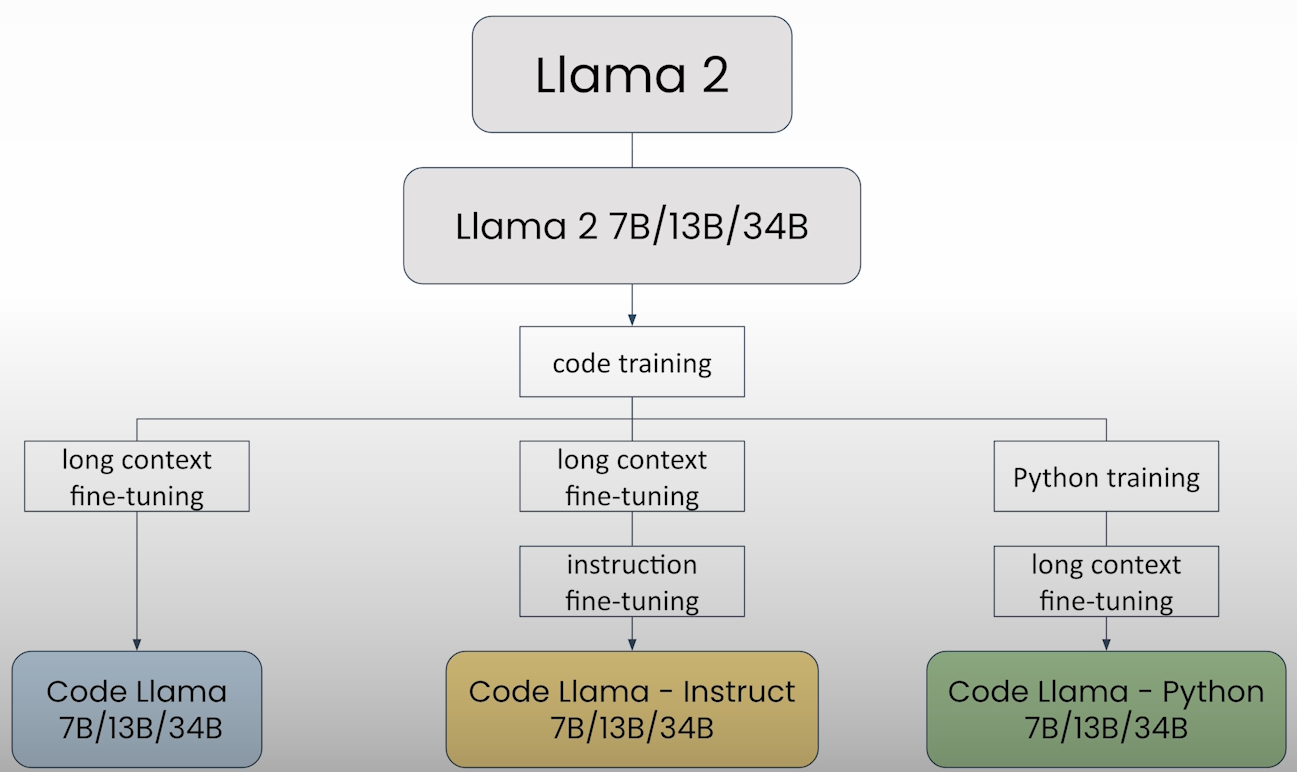 Llama 2
Llama 2 7B/13B/34B
code training
long context
fine-tuning
long context
fine-tuning
Python training
instruction
fine-tuning
long context
fine-tuning
Code Llama
7B/13B/34B
Code Llama - Instruct
7B/13B/34B
Code Llama - Python
7B/13B/34B